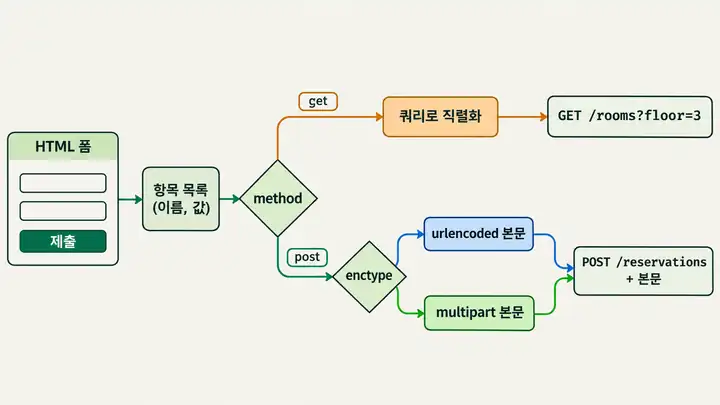 HTML 폼
제출
항목 목록
(이름, 값)
method
get
쿼리로 직렬화
GET /rooms?floor=3
post
enctype
urlencoded 본문
multipart 본문
POST /reservations
+ 본문